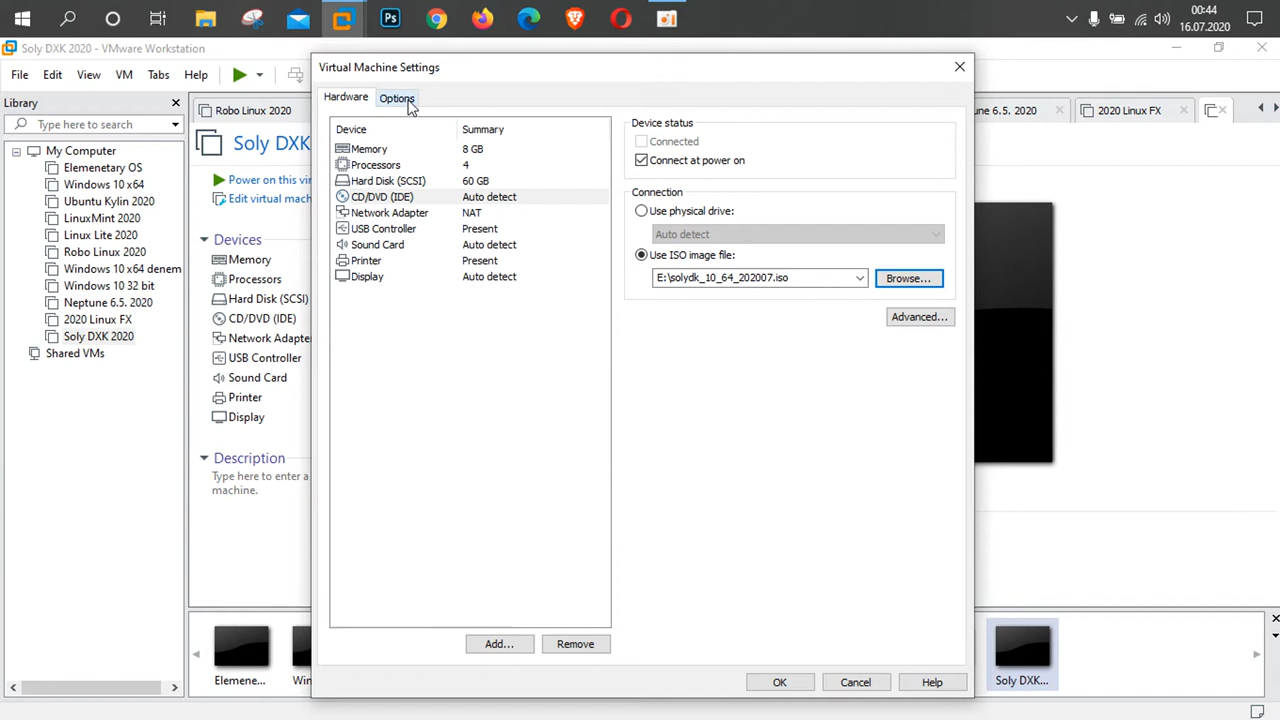 Ps
00:44
16.07.2020
Soly DXK 2020 - VMware Workstation
File Edit View VM Tabs Help
Library
Type here to search
My Computer
Elemenetary OS
Windows 10 x64
Ubuntu Kylin 2020
LinuxMint 2020
Linux Lite 2020
Robo Linux 2020
Windows 10 x64 denem
Windows 10 32 bit
Neptune 6.5. 2020
2020 Linux FX
Soly DXK 2020
Shared VMs
Robo Linux 2020
une 6.5. 2020
2020 Linux FX
Soly DXK
Power on this vi
Edit virtual mach
Devices
Memory
Processors
Hard Disk (SCSI)
CD/DVD (IDE)
Network Adapte
USB Controller
Sound Card
Printer
Display
Description
Type here to enter a
machine.
Virtual Machine Settings
Hardware Options
Device Summary
Memory 8 GB
Processors 4
Hard Disk (SCSI) 60 GB
CD/DVD (IDE) Auto detect
Network Adapter NAT
USB Controller Present
Sound Card Auto detect
Printer Present
Display Auto detect
Add... Remove
Device status
Connected
Connect at power on
Connection
Use physical drive:
Auto detect
Use ISO image file:
E:\solydk_10_64_202007.iso
Browse...
Advanced...
OK Cancel Help
Elemene...
Win
Soly DXK...